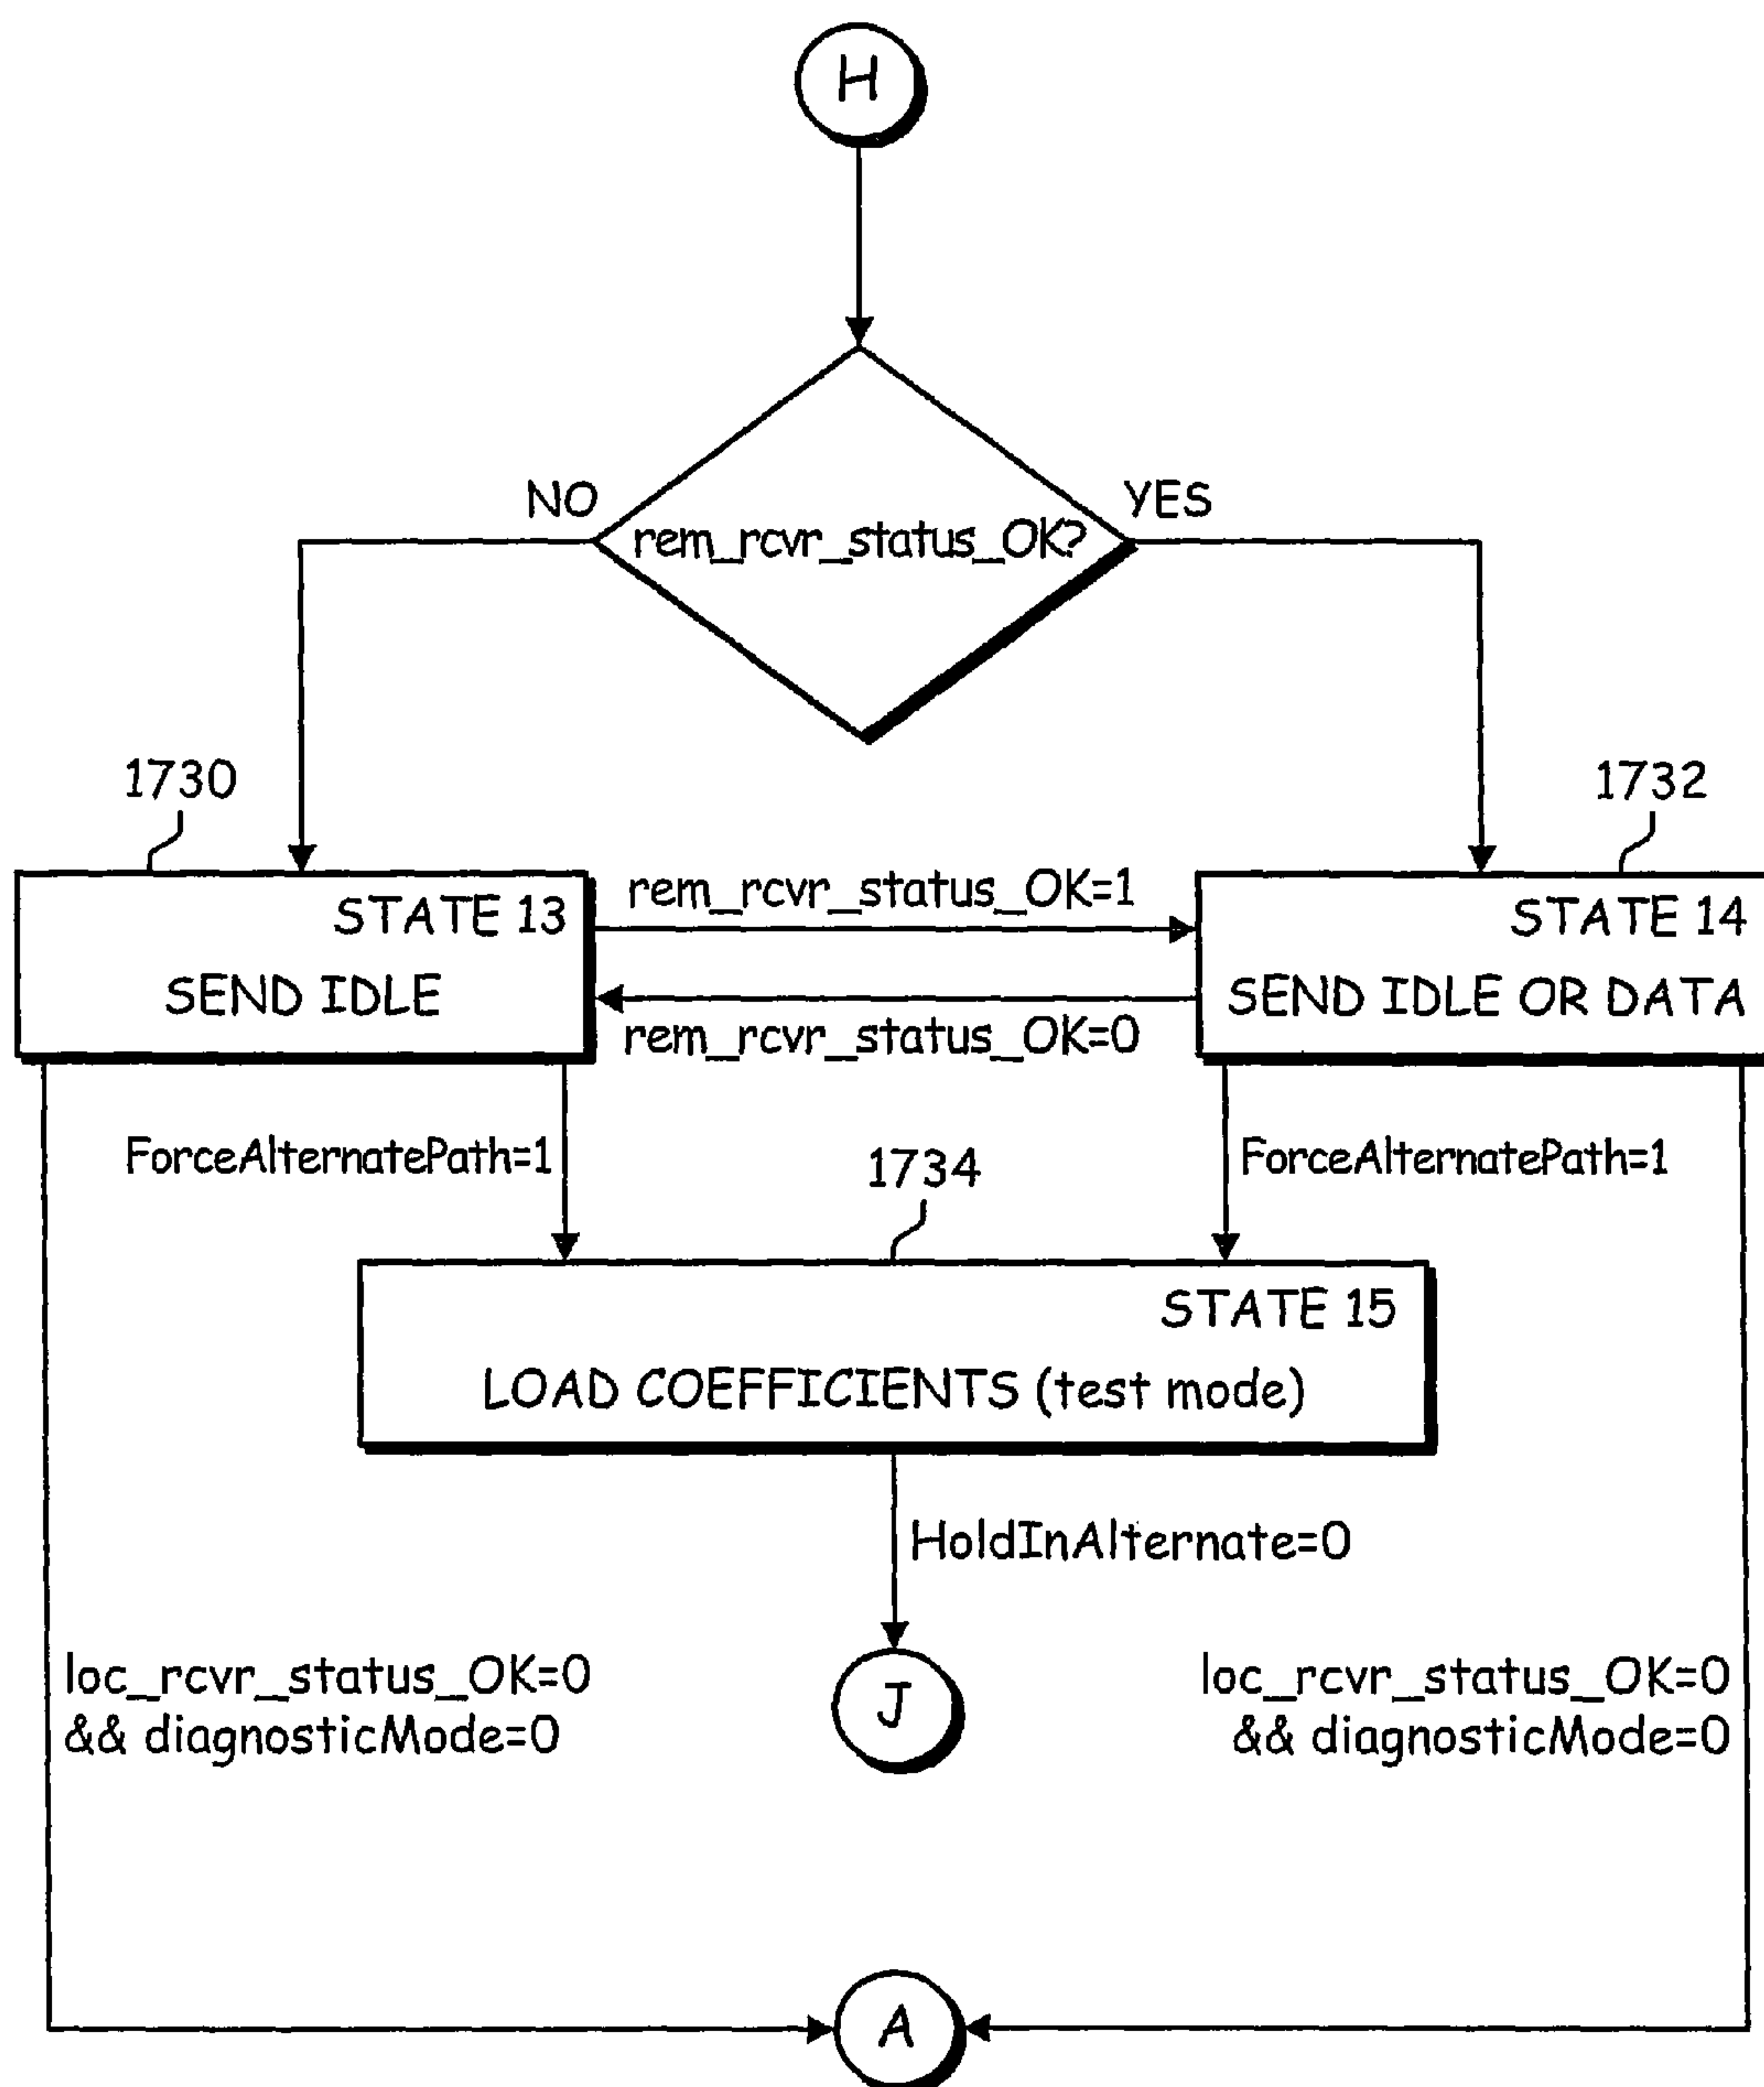 H
NO
YES
rem_rcvr_status_OK?
1730
1732
STATE 13
SEND IDLE
rem_rcvr_status_OK=1
rem_rcvr_status_OK=0
STATE 14
SEND IDLE OR DATA
ForceAlternatePath=1
1734
ForceAlternatePath=1
STATE 15
LOAD COEFFICIENTS (test mode)
HoldInAlternate=0
J
loc_rcvr_status_OK=0
&& diagnosticMode=0
loc_rcvr_status_OK=0
&& diagnosticMode=0
A